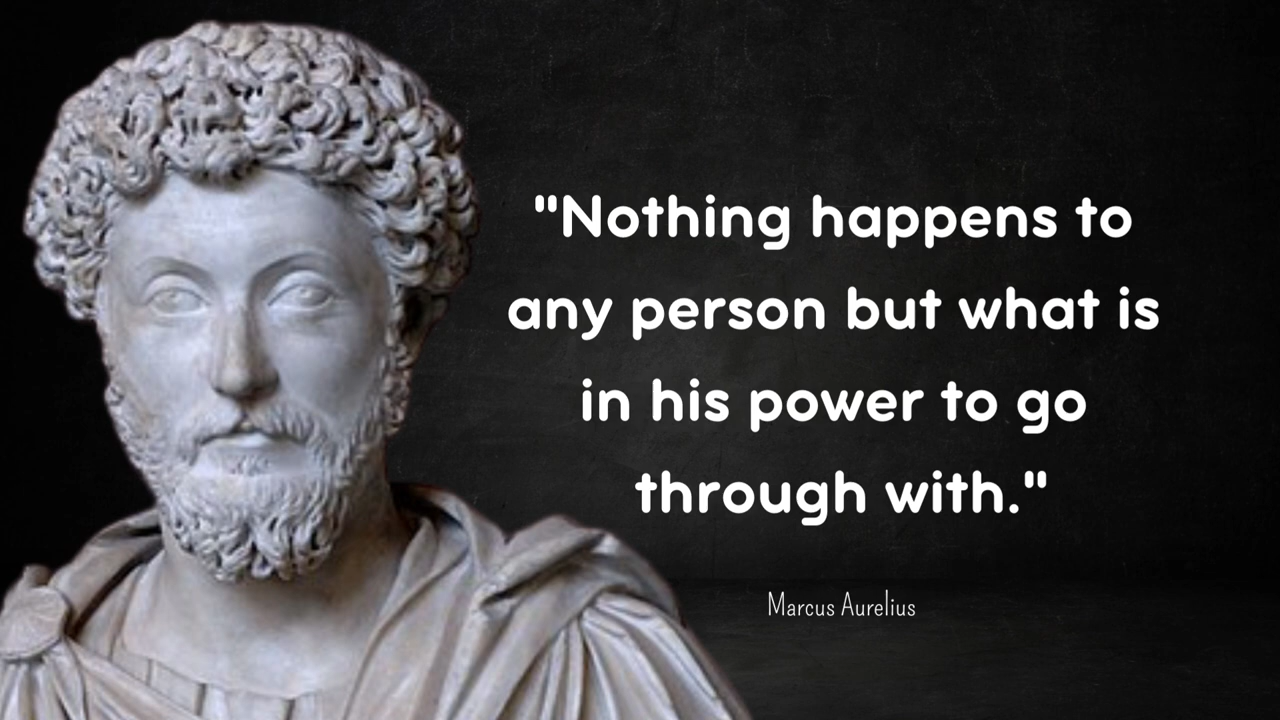 "Nothing happens to
any person but what is
in his power to go
through with."
Marcus Aurelius